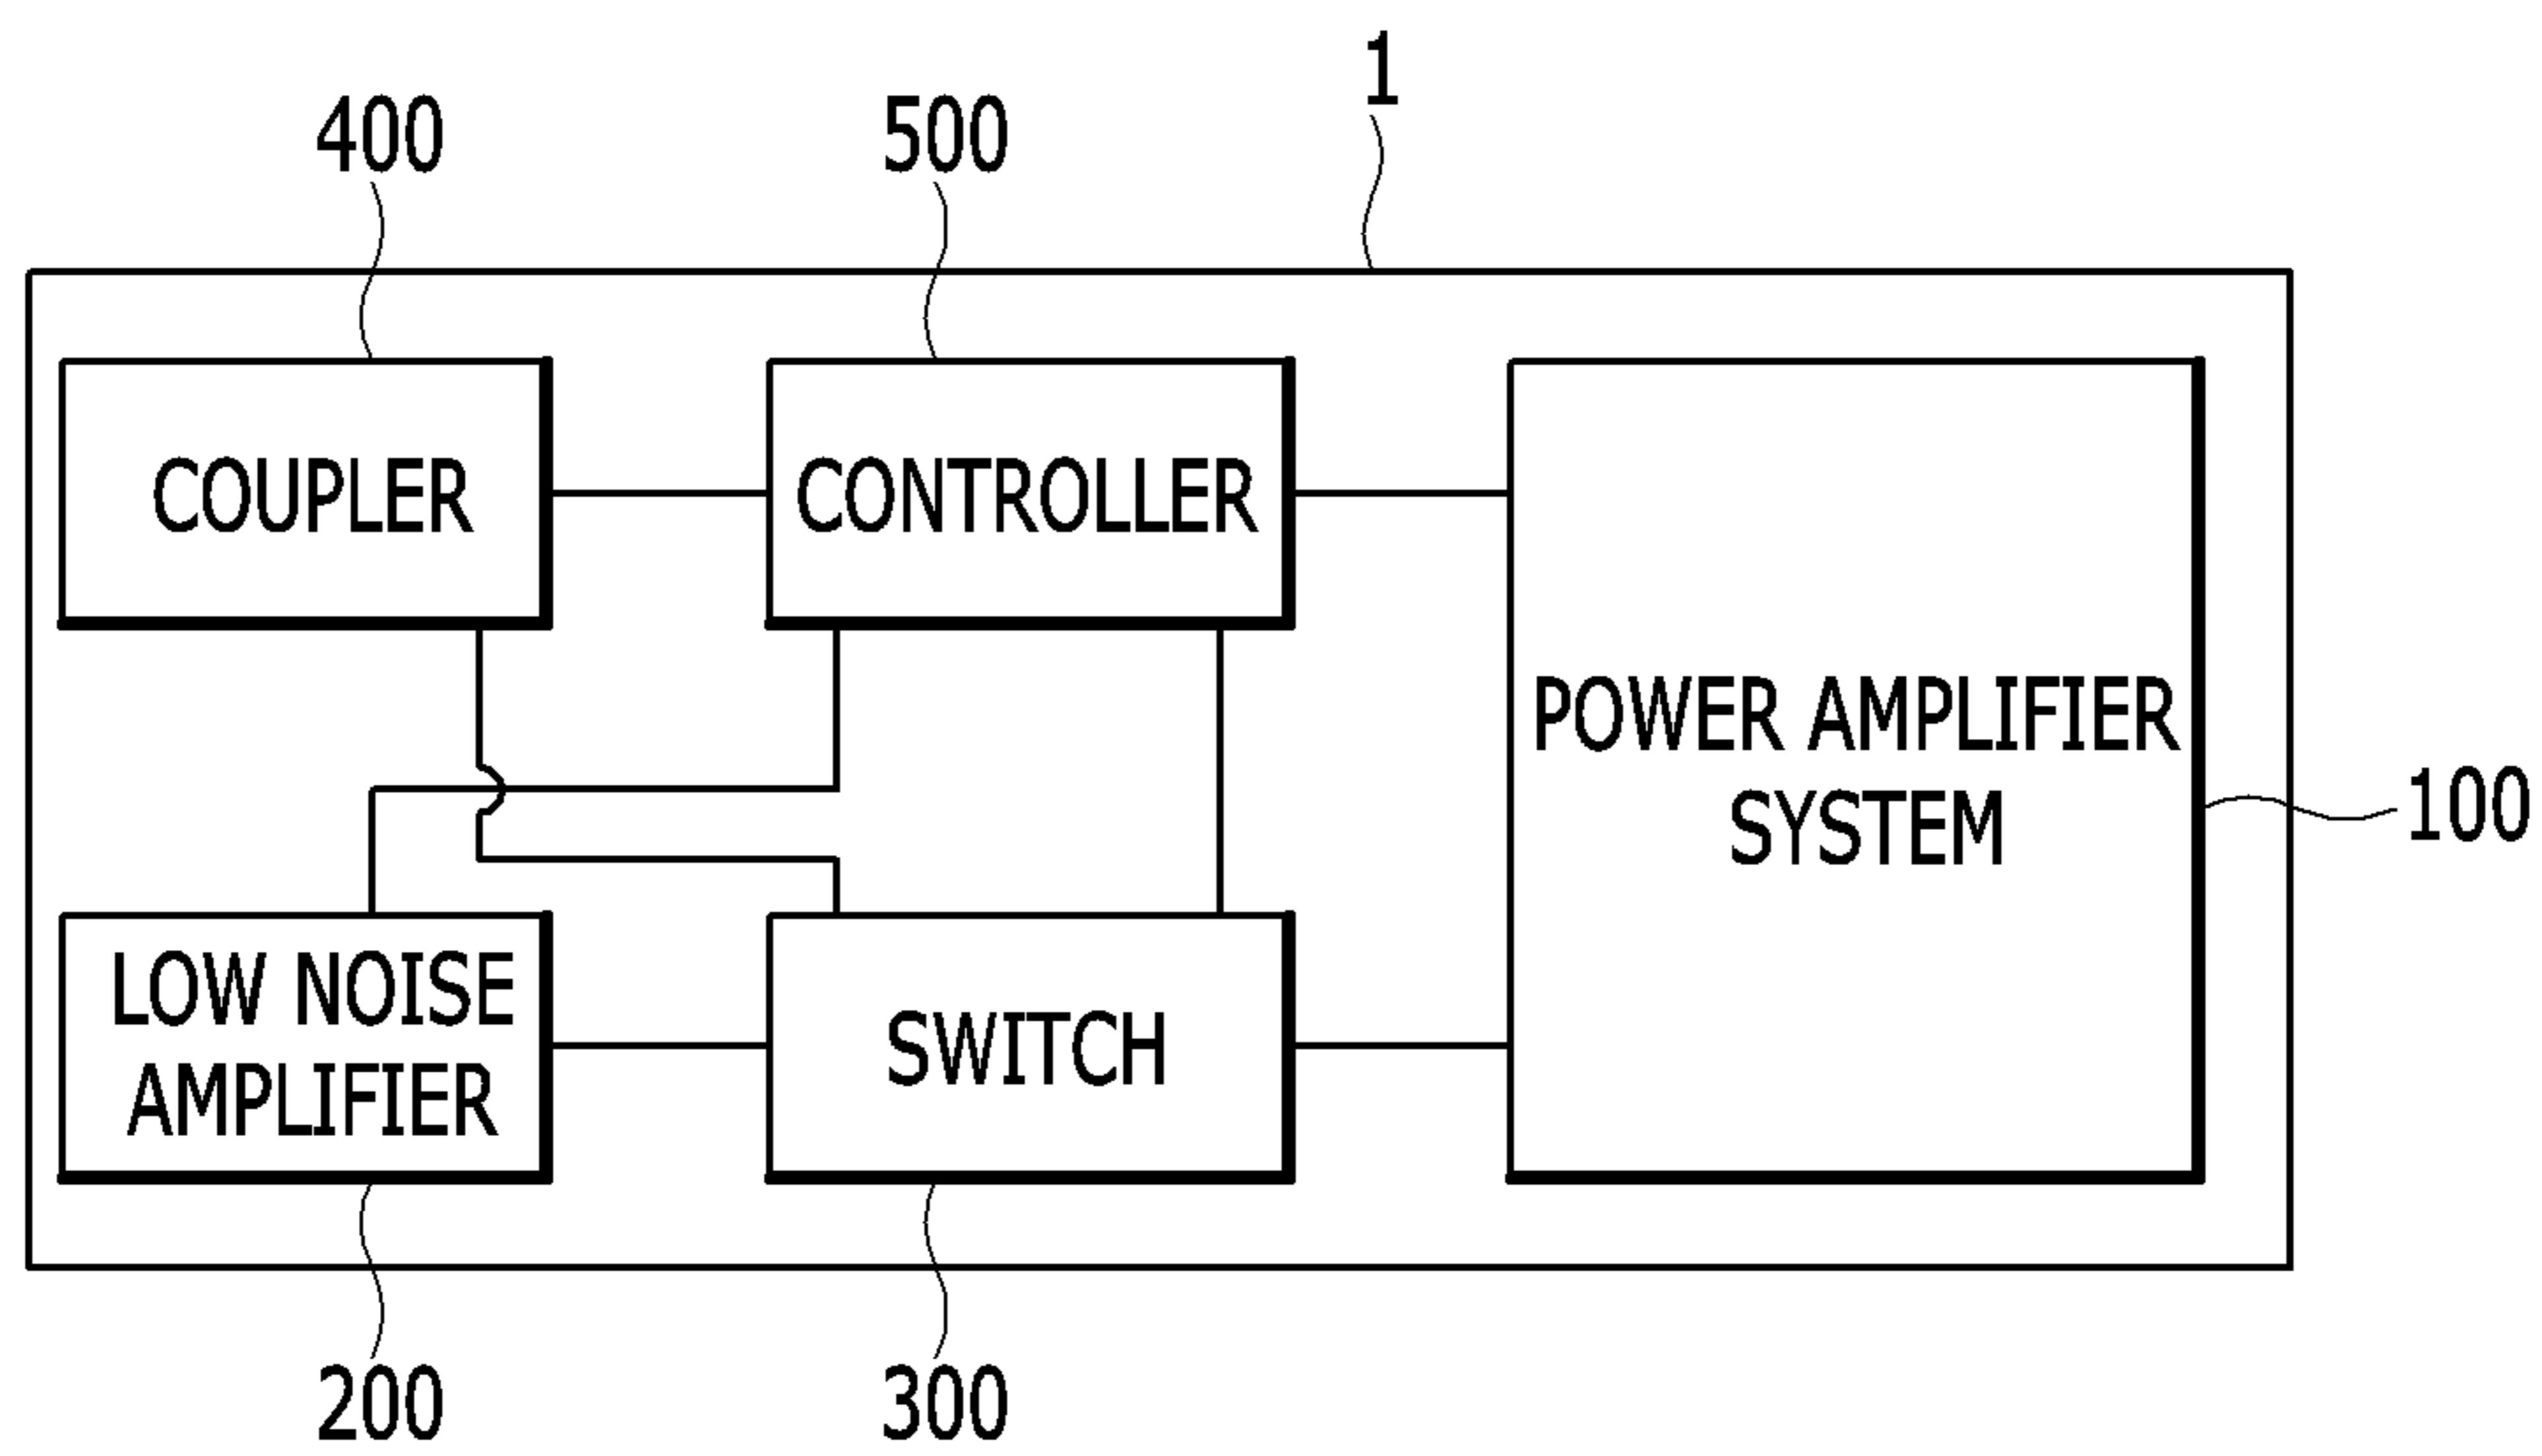 1
400
500
COUPLER
CONTROLLER
POWER AMPLIFIER
SYSTEM
100
LOW NOISE
AMPLIFIER
SWITCH
200
300